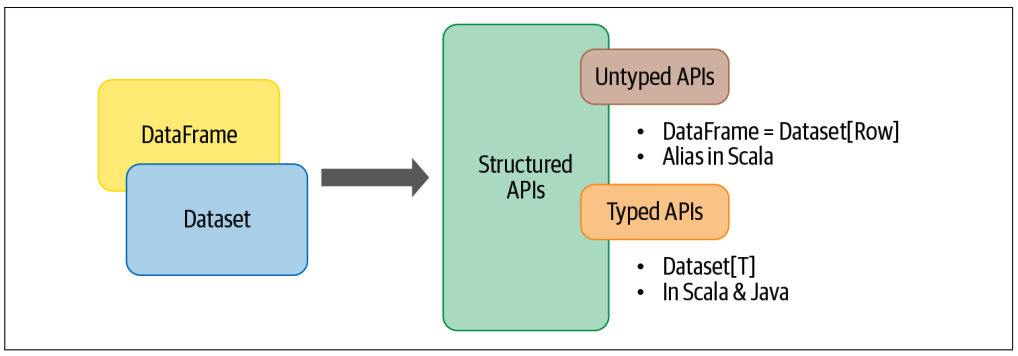 DataFrame
Dataset
Structured
APIs
Untyped APIs
• DataFrame = Dataset[Row]
• Alias in Scala
Typed APIs
• Dataset[T]
• In Scala & Java